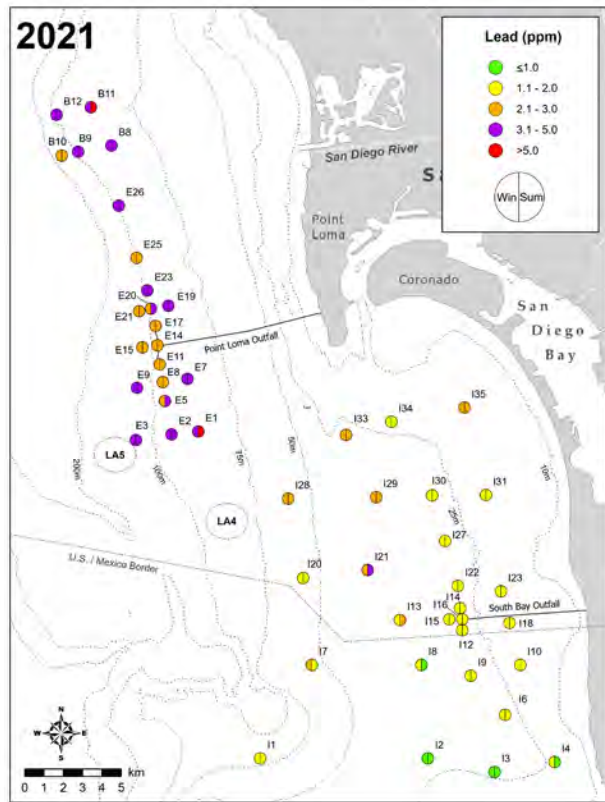 2021
Lead (ppm)
≤1.0
1.1 - 2.0
2.1 - 3.0
3.1 - 5.0
>5.0
Win Sum
B11
B12
B8
B9
B10
San Diego River
S
E26
Point
Loma
E25
Coronado
San
Diego
Bay
E23
E20
E19
E21
E17
E14
E15
Point Loma Outfall
E11
E9
E8
E7
E5
E3
E2
E1
LA5
LA4
200m
100m
75m
50m
25m
10m
I33
I34
I35
I28
I29
I30
I31
I27
U.S. / Mexico Border
I20
I21
I22
I23
I14
I16
South Bay Outfall
I13
I15
I18
I12
I7
I8
I9
I10
I6
I1
I2
I3
I4
N
W E
S
km
0 1 2 3 4 5